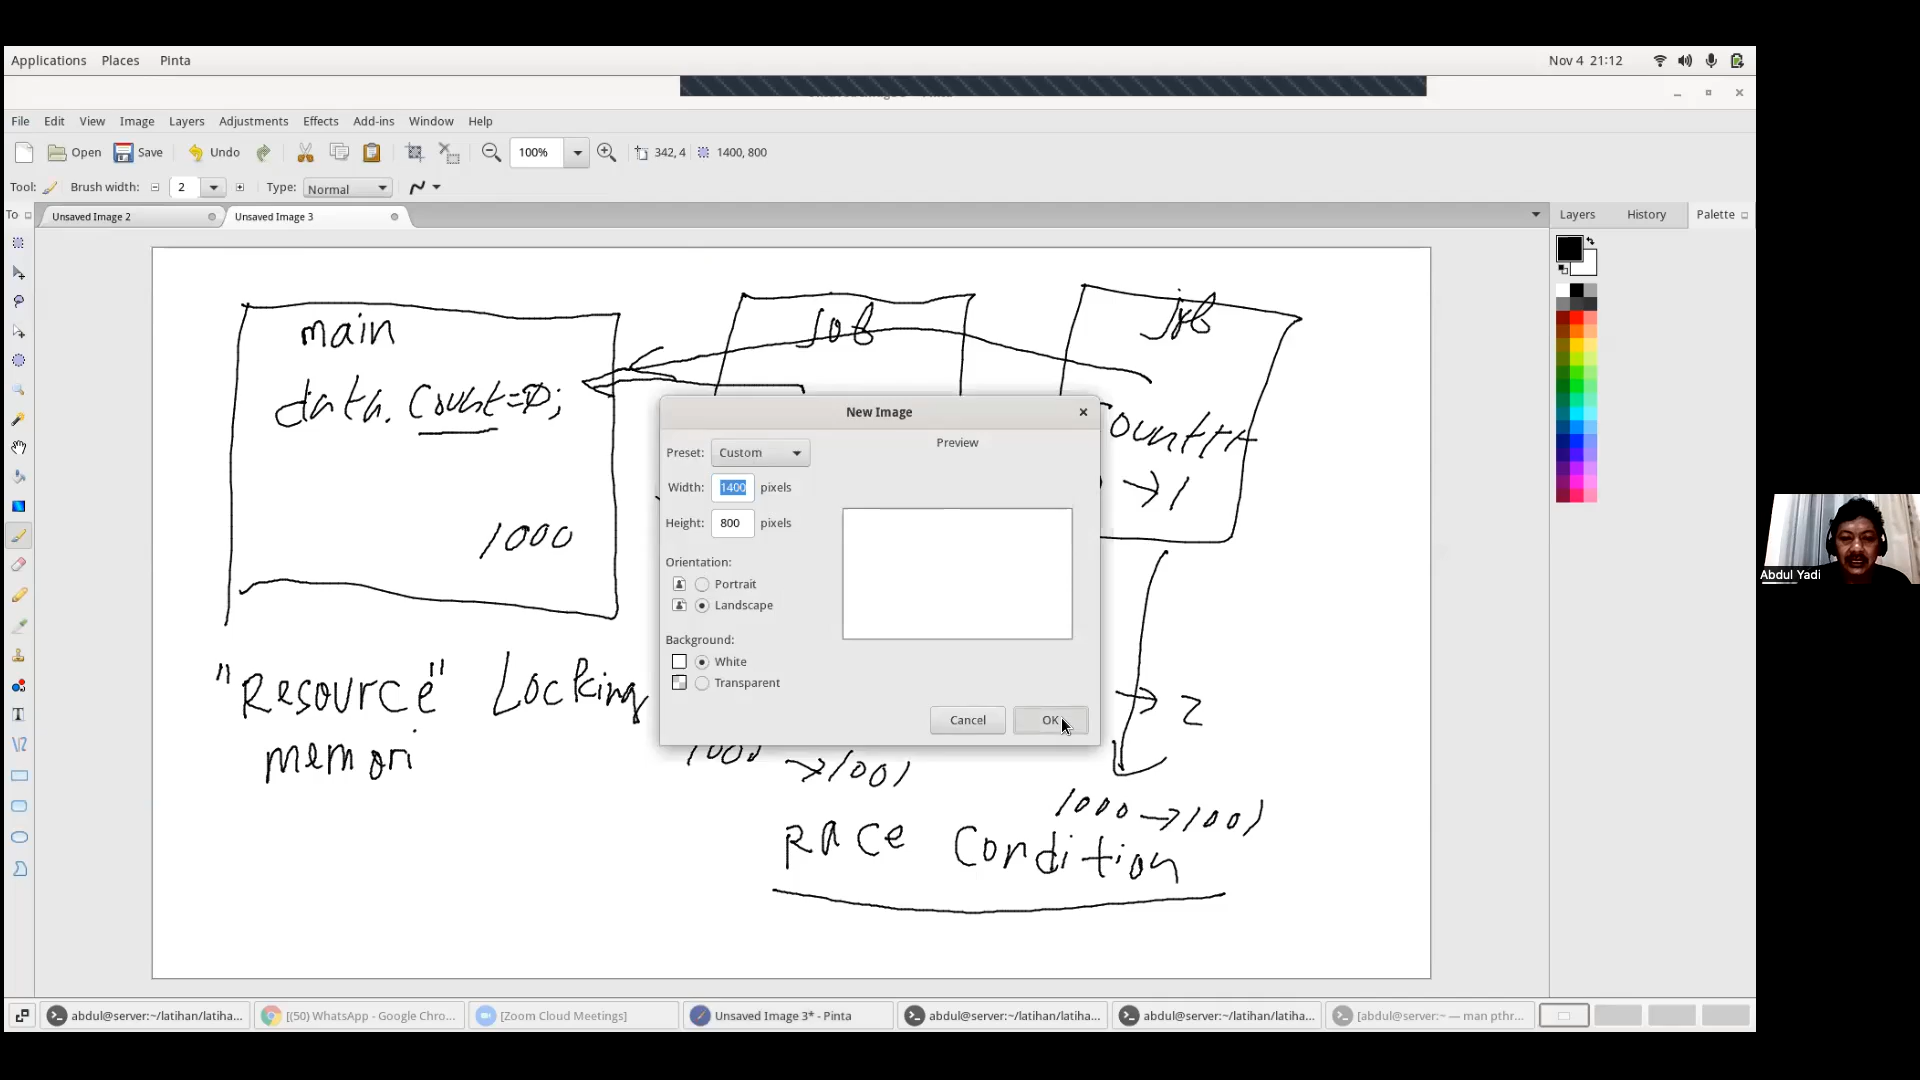 Applications Places Pinta Nov 4 21:12
File Edit View Image Layers Adjustments Effects Add-ins Window Help
Open Save Undo 100% 342, 4 1400, 800
Tool: Brush width: 2 Type: Normal
To Unsaved Image 2 Unsaved Image 3 Layers History Palette
main
job
job
data. Count=0;
Count++
→1
1000
"Resource" Locking
memori
→ 2
1000 →1001
1000 →1001
RACe Condition
New Image
Preset: Custom
Preview
Width: 1400 pixels
Height: 800 pixels
Orientation:
Portrait
Landscape
Background:
White
Transparent
Cancel OK
Abdul Yadi
abdul@server:~/latihan/latiha... [(50) WhatsApp - Google Chro... [Zoom Cloud Meetings] Unsaved Image 3* - Pinta abdul@server:~/latihan/latiha... abdul@server:~/latihan/latiha... [abdul@server:~ — man pthr...